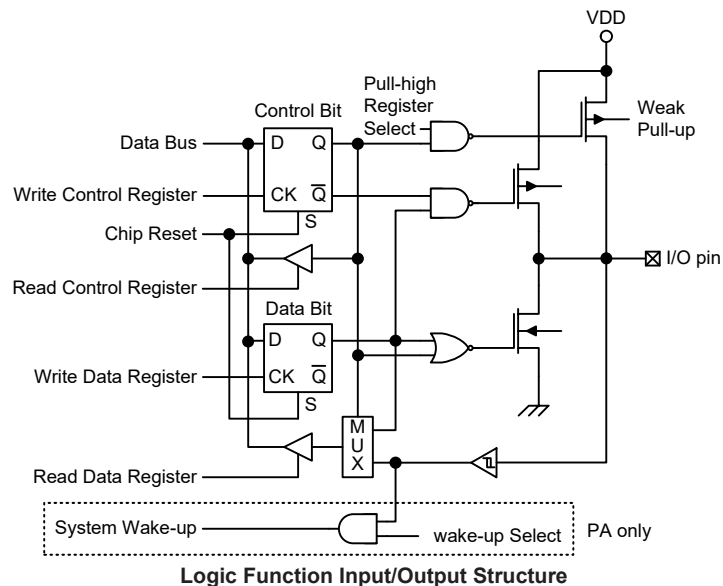 VDD
Pull-high
Register
Select
Weak
Pull-up
Control Bit
Data Bus
D
Q
Write Control Register
CK
Q
S
Chip Reset
I/O pin
Read Control Register
Data Bit
D
Q
Write Data Register
CK
Q
S
M
U
X
Read Data Register
System Wake-up
wake-up Select
PA only
Logic Function Input/Output Structure